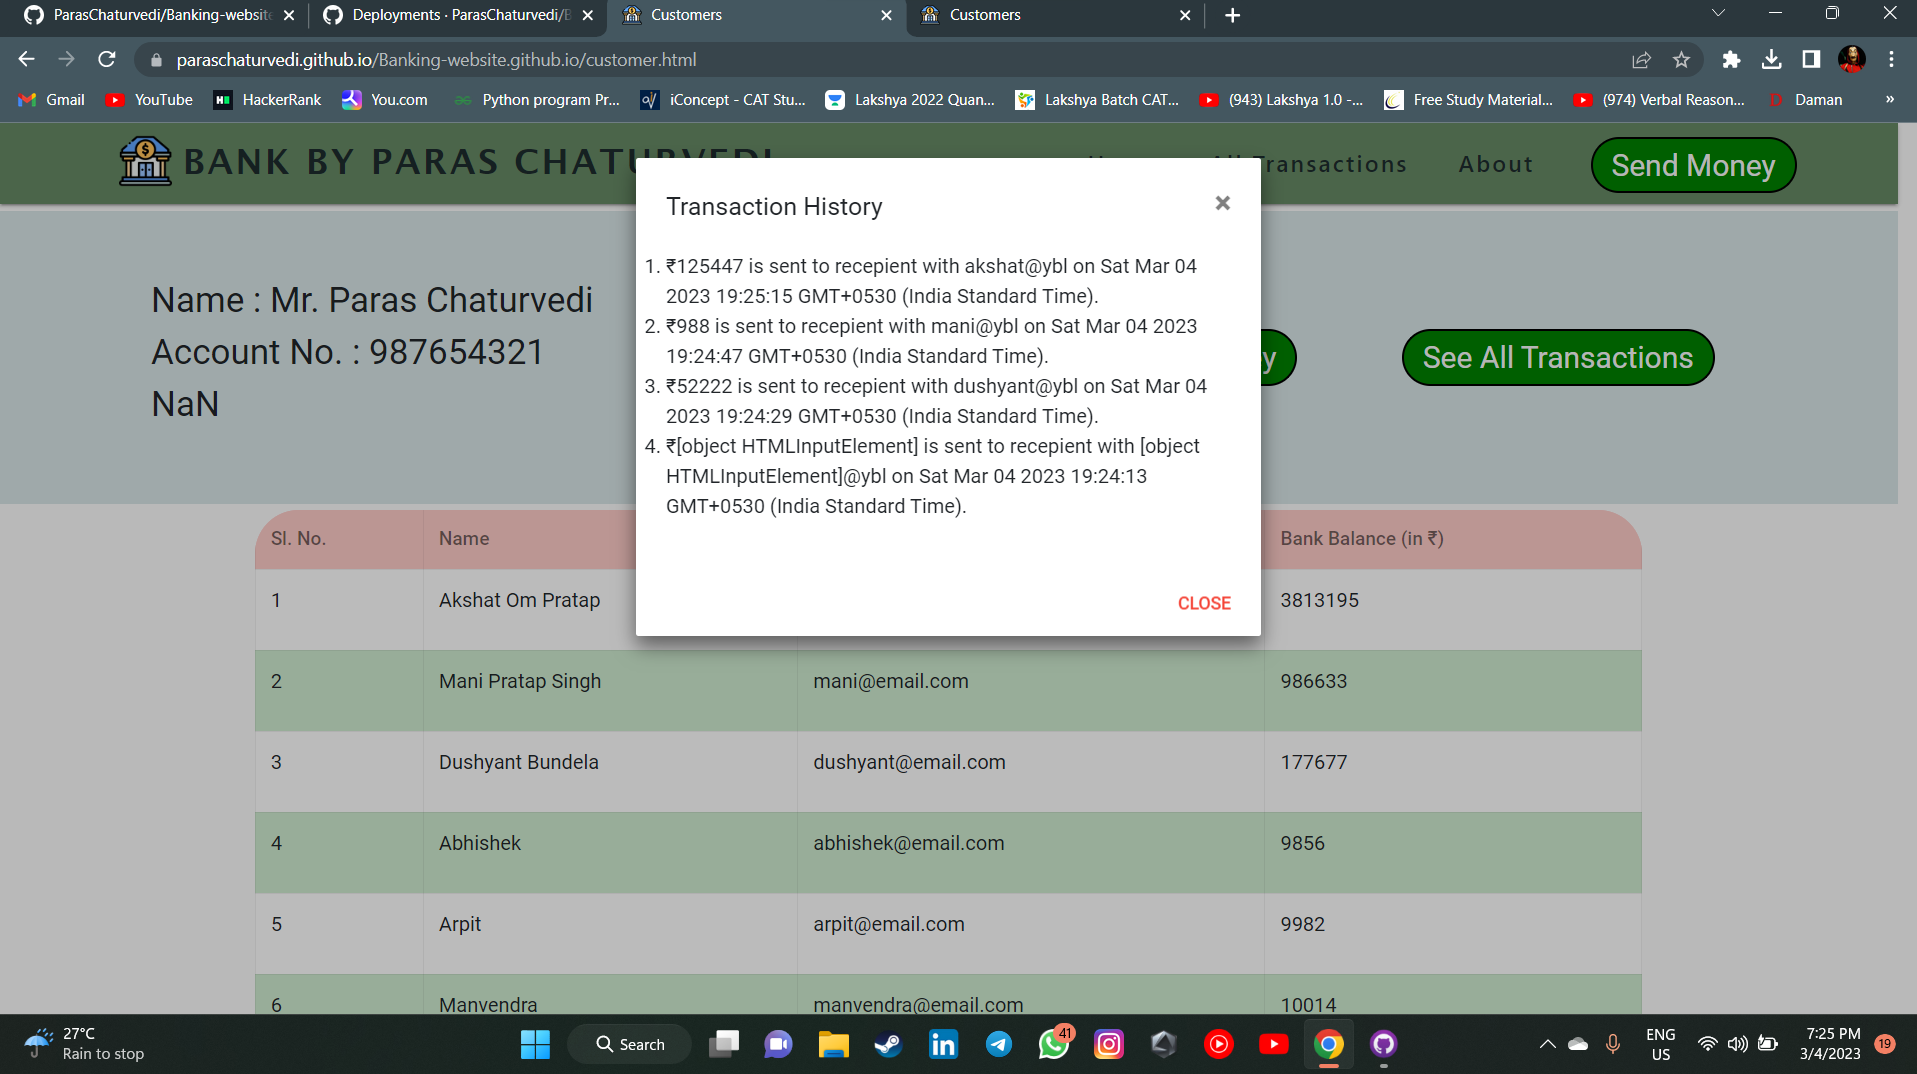 ParasChaturvedi/Banking-website
Deployments · ParasChaturvedi/B
Customers
Customers
paraschaturvedi.github.io/Banking-website.github.io/customer.html
Gmail
YouTube
HackerRank
You.com
Python program Pr...
iConcept - CAT Stu...
Lakshya 2022 Quan...
Lakshya Batch CAT...
(943) Lakshya 1.0 -...
Free Study Material...
(974) Verbal Reason...
Daman
»
BANK BY PARAS CHATURVEDI
All Transactions
About
Send Money
Name : Mr. Paras Chaturvedi
Account No. : 987654321
NaN
y
See All Transactions
Transaction History
×
1. ₹125447 is sent to recepient with akshat@ybl on Sat Mar 04
2023 19:25:15 GMT+0530 (India Standard Time).
2. ₹988 is sent to recepient with mani@ybl on Sat Mar 04 2023
19:24:47 GMT+0530 (India Standard Time).
3. ₹52222 is sent to recepient with dushyant@ybl on Sat Mar 04
2023 19:24:29 GMT+0530 (India Standard Time).
4. ₹[object HTMLInputElement] is sent to recepient with [object
HTMLInputElement]@ybl on Sat Mar 04 2023 19:24:13
GMT+0530 (India Standard Time).
CLOSE
Sl. No. Name Bank Balance (in ₹)
1 Akshat Om Pratap 3813195
2 Mani Pratap Singh mani@email.com 986633
3 Dushyant Bundela dushyant@email.com 177677
4 Abhishek abhishek@email.com 9856
5 Arpit arpit@email.com 9982
6 Manvendra manvendra@email.com 10014
27°C
Rain to stop
Search
41
ENG
US
7:25 PM
3/4/2023
19